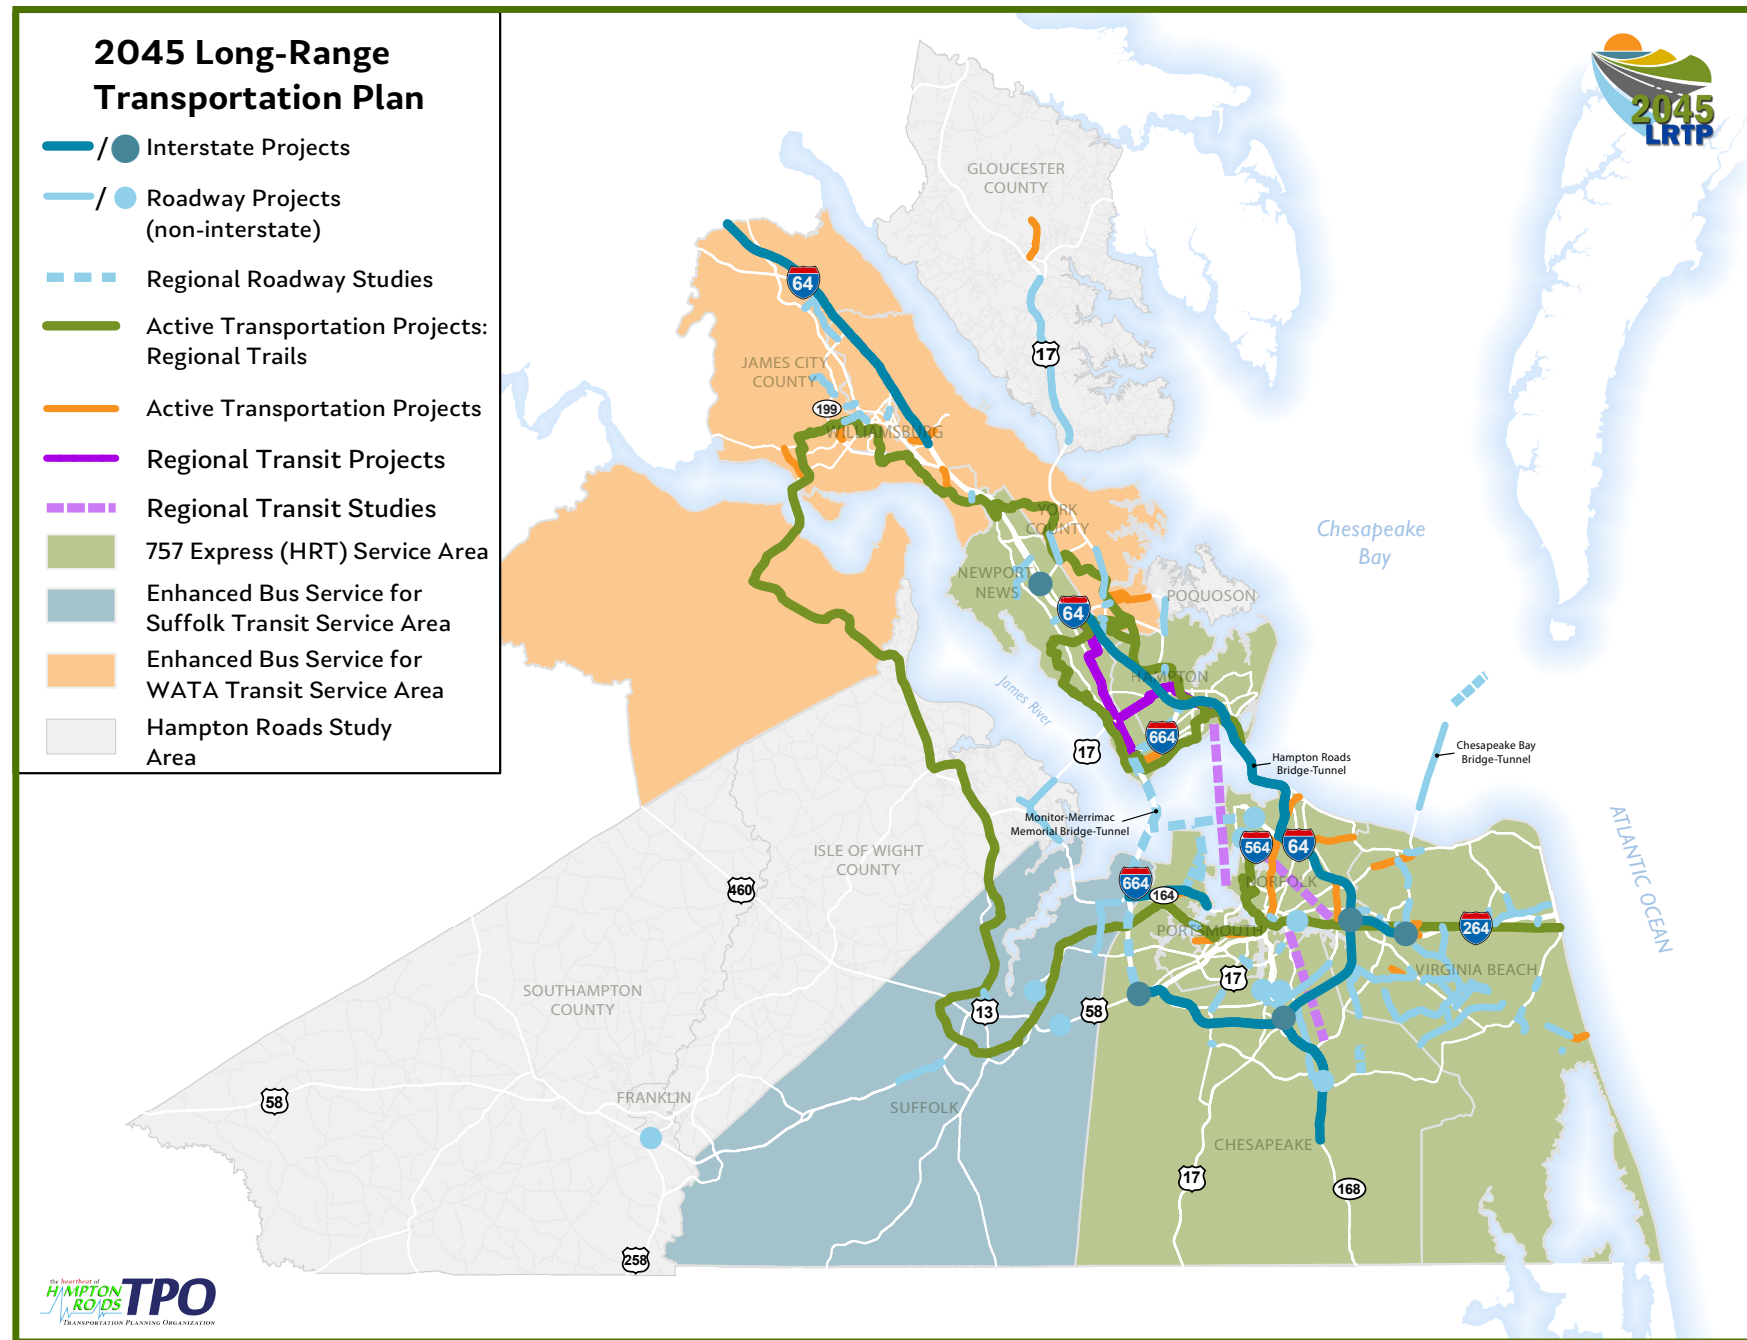 2045 Long-Range
Transportation Plan
/ Interstate Projects
/ Roadway Projects
(non-interstate)
Regional Roadway Studies
Active Transportation Projects:
Regional Trails
Active Transportation Projects
Regional Transit Projects
Regional Transit Studies
757 Express (HRT) Service Area
Enhanced Bus Service for
Suffolk Transit Service Area
Enhanced Bus Service for
WATA Transit Service Area
Hampton Roads Study
Area
2045
LRTP
GLOUCESTER
COUNTY
64
17
JAMES CITY
COUNTY
199
WILLIAMSBURG
YORK
COUNTY
Chesapeake
Bay
NEWPORT
NEWS
64
POQUOSON
HAMPTON
James River
664
17
Hampton Roads
Bridge-Tunnel
Chesapeake Bay
Bridge-Tunnel
Monitor-Merrimac
Memorial Bridge-Tunnel
ATLANTIC OCEAN
ISLE OF WIGHT
COUNTY
564
64
460
664
164
NORFOLK
PORTSMOUTH
264
VIRGINIA BEACH
17
SOUTHAMPTON
COUNTY
13
58
58
FRANKLIN
SUFFOLK
CHESAPEAKE
17
168
258
the heartbeat of
HAMPTON
ROADS
TPO
TRANSPORTATION PLANNING ORGANIZATION